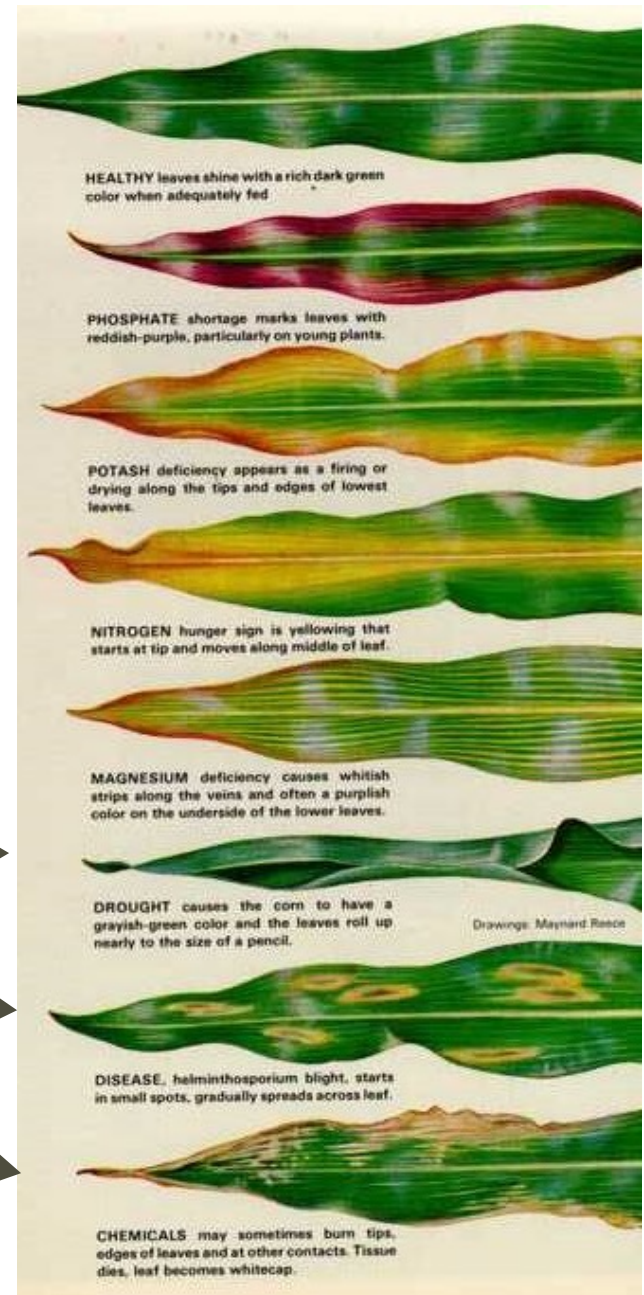 HEALTHY leaves shine with a rich dark green
color when adequately fed
PHOSPHATE shortage marks leaves with
reddish-purple, particularly on young plants.
POTASH deficiency appears as a firing or
drying along the tips and edges of lowest
leaves.
NITROGEN hunger sign is yellowing that
starts at tip and moves along middle of leaf.
MAGNESIUM deficiency causes whitish
strips along the veins and often a purplish
color on the underside of the lower leaves.
DROUGHT causes the corn to have a
grayish-green color and the leaves roll up
nearly to the size of a pencil.
Drawings: Maynard Reece
DISEASE, helminthosporium blight, starts
in small spots, gradually spreads across leaf.
CHEMICALS may sometimes burn tips,
edges of leaves and at other contacts. Tissue
dies, leaf becomes whitecap.